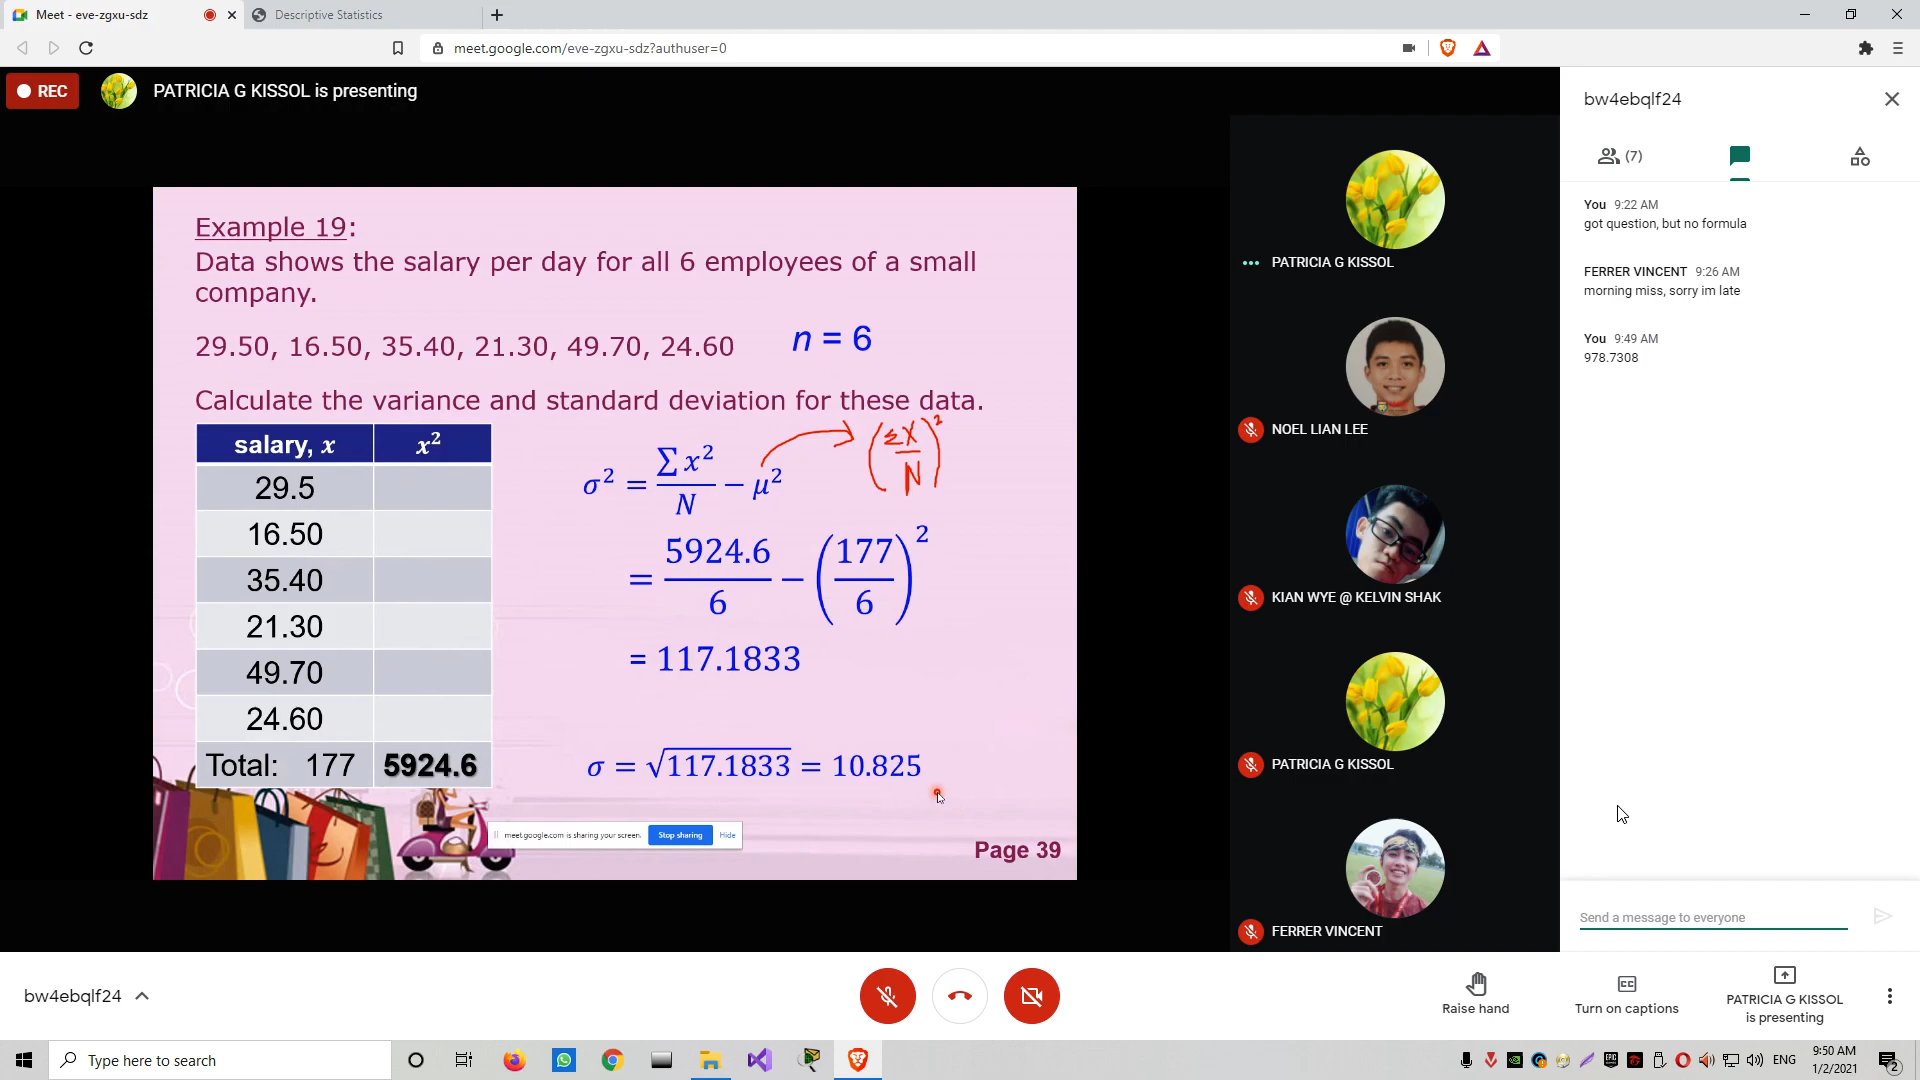 Meet - eve-zgxu-sdz
Descriptive Statistics
meet.google.com/eve-zgxu-sdz?authuser=0
REC
PATRICIA G KISSOL is presenting
Example 19:
Data shows the salary per day for all 6 employees of a small
company.
29.50, 16.50, 35.40, 21.30, 49.70, 24.60
n = 6
Calculate the variance and standard deviation for these data.
salary, x x²
29.5
16.50
35.40
21.30
49.70
24.60
Total: 177 5924.6
σ² = ∑x²/N − μ²
(ΣX/N)²
= 5924.6/6 − (177/6)²
= 117.1833
σ = √117.1833 = 10.825
meet.google.com is sharing your screen. Stop sharing Hide
Page 39
PATRICIA G KISSOL
NOEL LIAN LEE
KIAN WYE @ KELVIN SHAK
PATRICIA G KISSOL
FERRER VINCENT
bw4ebqlf24
(7)
You 9:22 AM
got question, but no formula
FERRER VINCENT 9:26 AM
morning miss, sorry im late
You 9:49 AM
978.7308
Send a message to everyone
bw4ebqlf24
Raise hand
Turn on captions
PATRICIA G KISSOL
is presenting
Type here to search
ENG
9:50 AM
1/2/2021
2